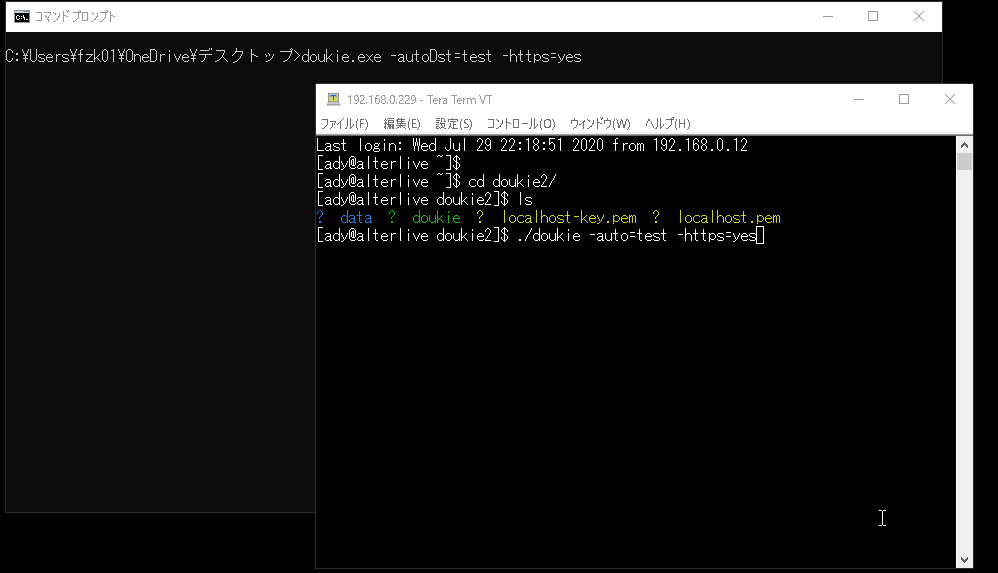 コマンド プロンプト
C:¥Users¥fzk01¥OneDrive¥デスクトップ>doukie.exe -autoDst=test -https=yes
192.168.0.229 - Tera Term VT
ファイル(F) 編集(E) 設定(S) コントロール(O) ウィンドウ(W) ヘルプ(H)
Last login: Wed Jul 29 22:18:51 2020 from 192.168.0.12
[ady@alterlive ~]$
[ady@alterlive ~]$ cd doukie2/
[ady@alterlive doukie2]$ ls
? data ? doukie ? localhost-key.pem ? localhost.pem
[ady@alterlive doukie2]$ ./doukie -auto=test -https=yes